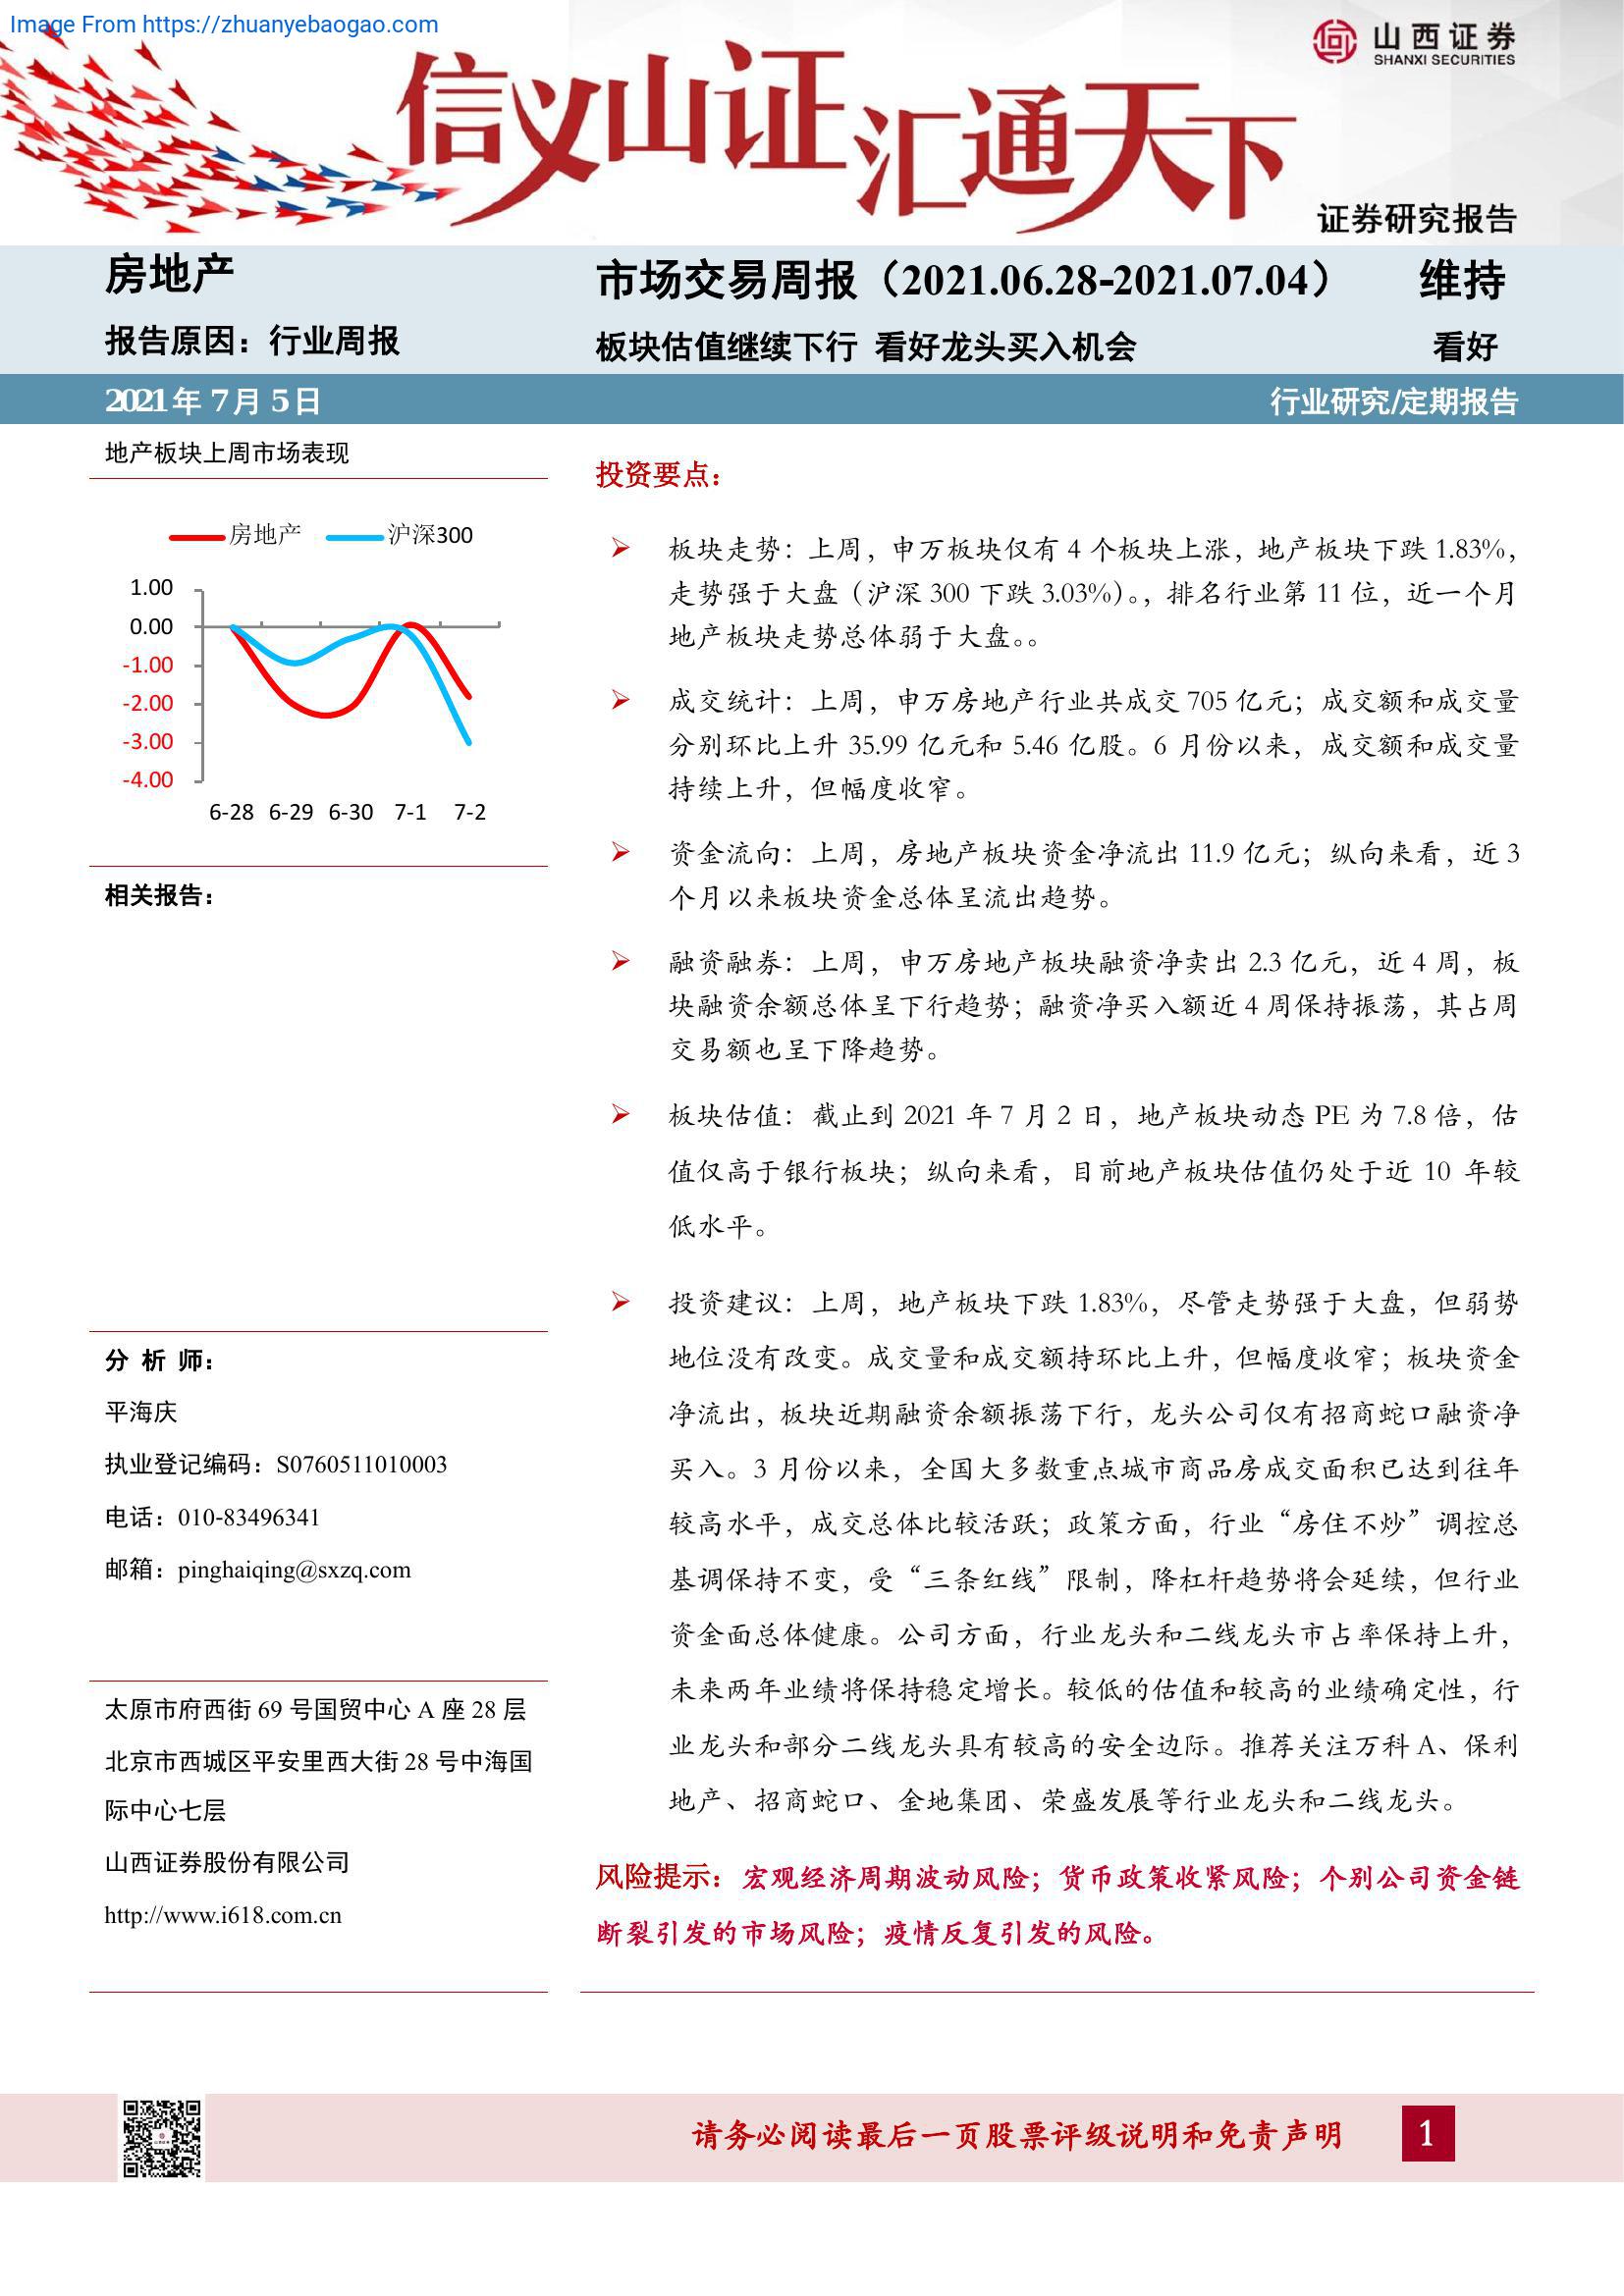 Image From https://zhuanyebaogao.com
山西证券
SHANXI SECURITIES
信义山证汇通天下
证券研究报告
房地产
报告原因：行业周报
市场交易周报（2021.06.28-2021.07.04）
维持
板块估值继续下行 看好龙头买入机会
看好
2021年 7月 5日
行业研究/定期报告
地产板块上周市场表现
房地产
沪深300
1.00
0.00
-1.00
-2.00
-3.00
-4.00
6-28 6-29 6-30 7-1 7-2
相关报告：
分 析 师：
平海庆
执业登记编码：S0760511010003
电话：010-83496341
邮箱：pinghaiqing@sxzq.com
太原市府西街 69 号国贸中心 A 座 28 层
北京市西城区平安里西大街 28 号中海国
际中心七层
山西证券股份有限公司
http://www.i618.com.cn
投资要点：
板块走势：上周，申万板块仅有 4 个板块上涨，地产板块下跌 1.83%，
走势强于大盘（沪深 300 下跌 3.03%）。，排名行业第 11 位，近一个月
地产板块走势总体弱于大盘。。
成交统计：上周，申万房地产行业共成交 705 亿元；成交额和成交量
分别环比上升 35.99 亿元和 5.46 亿股。6 月份以来，成交额和成交量
持续上升，但幅度收窄。
资金流向：上周，房地产板块资金净流出 11.9 亿元；纵向来看，近 3
个月以来板块资金总体呈流出趋势。
融资融券：上周，申万房地产板块融资净卖出 2.3 亿元，近 4 周，板
块融资余额总体呈下行趋势；融资净买入额近 4 周保持振荡，其占周
交易额也呈下降趋势。
板块估值：截止到 2021 年 7 月 2 日，地产板块动态 PE 为 7.8 倍，估
值仅高于银行板块；纵向来看，目前地产板块估值仍处于近 10 年较
低水平。
投资建议：上周，地产板块下跌 1.83%，尽管走势强于大盘，但弱势
地位没有改变。成交量和成交额持环比上升，但幅度收窄；板块资金
净流出，板块近期融资余额振荡下行，龙头公司仅有招商蛇口融资净
买入。3 月份以来，全国大多数重点城市商品房成交面积已达到往年
较高水平，成交总体比较活跃；政策方面，行业“房住不炒”调控总
基调保持不变，受“三条红线”限制，降杠杆趋势将会延续，但行业
资金面总体健康。公司方面，行业龙头和二线龙头市占率保持上升，
未来两年业绩将保持稳定增长。较低的估值和较高的业绩确定性，行
业龙头和部分二线龙头具有较高的安全边际。推荐关注万科 A、保利
地产、招商蛇口、金地集团、荣盛发展等行业龙头和二线龙头。
风险提示：宏观经济周期波动风险；货币政策收紧风险；个别公司资金链
断裂引发的市场风险；疫情反复引发的风险。
请务必阅读最后一页股票评级说明和免责声明
1